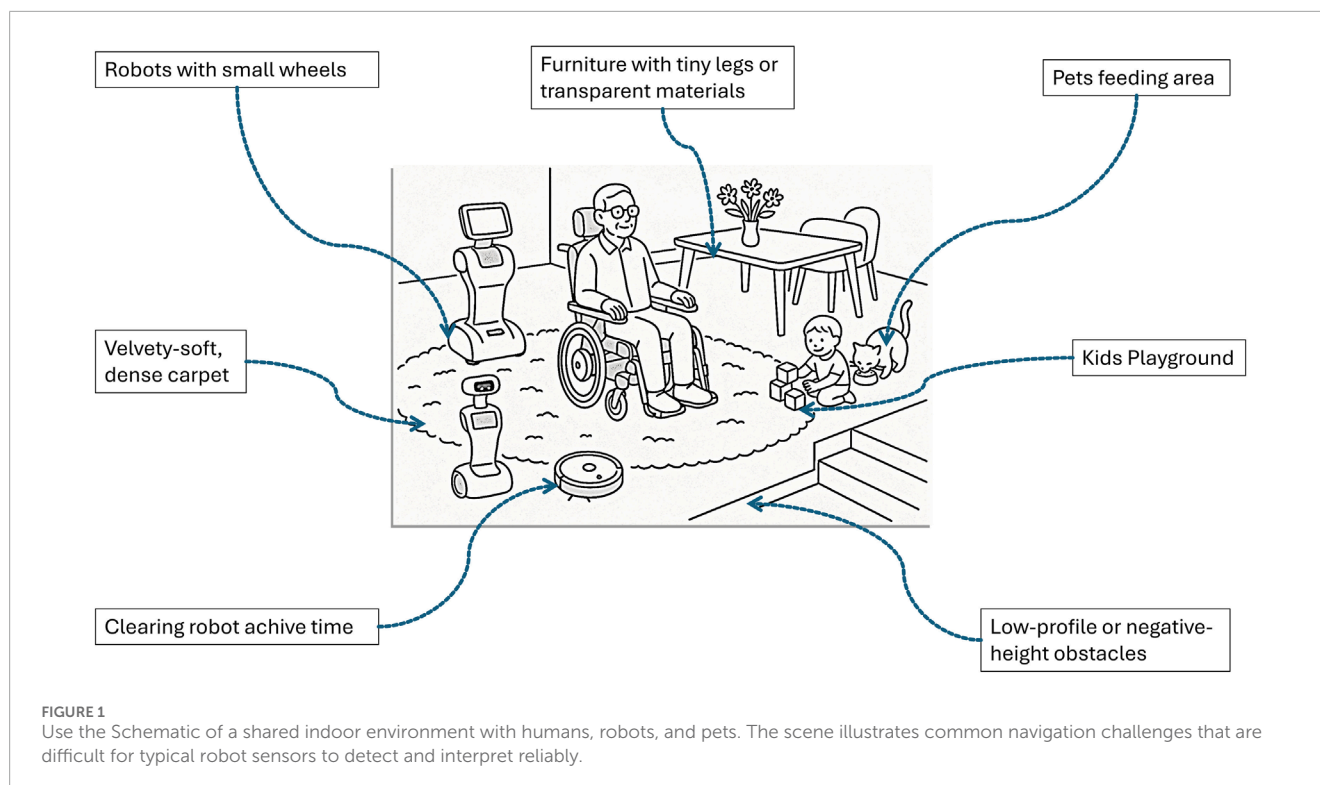 Robots with small wheels
Furniture with tiny legs or
transparent materials
Pets feeding area
Velvety-soft,
dense carpet
Kids Playground
Clearing robot achive time
Low-profile or negative-
height obstacles
FIGURE 1
Use the Schematic of a shared indoor environment with humans, robots, and pets. The scene illustrates common navigation challenges that are
difficult for typical robot sensors to detect and interpret reliably.